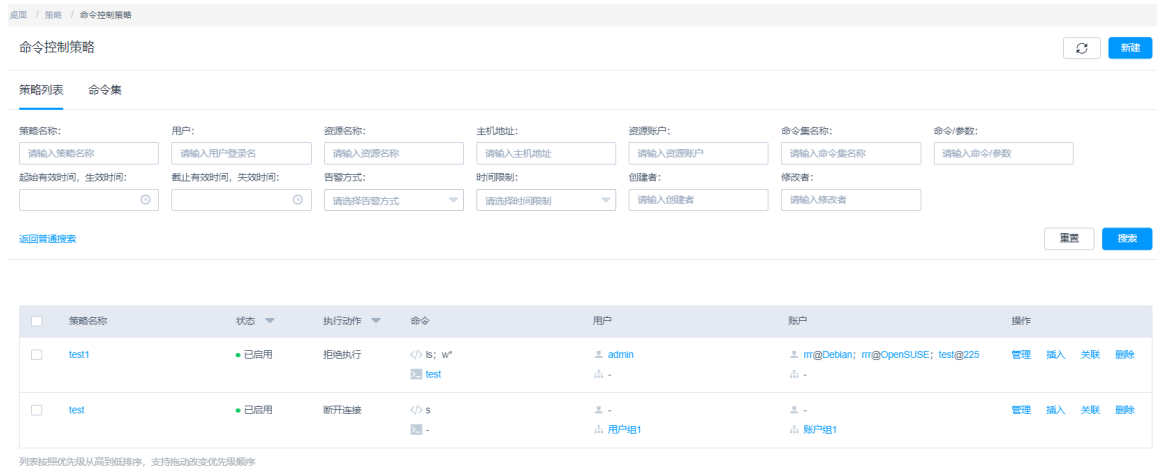 桌面 / 策略 / 命令控制策略
命令控制策略 新建
策略列表 命令集
策略名称： 用户： 资源名称： 主机地址： 资源账户： 命令集名称： 命令/参数：
请输入策略名称 请输入用户登录名 请输入资源名称 请输入主机地址 请输入资源账户 请输入命令集名称 请输入命令/参数
起始有效时间，生效时间： 截止有效时间，失效时间： 告警方式： 时间限制： 创建者： 修改者：
请选择告警方式 请选择时间限制 请输入创建者 请输入修改者
返回普通搜索 重置 搜索
策略名称 状态 执行动作 命令 用户 账户 操作
test1 已启用 拒绝执行 </> ls；w* admin rrr@Debian；rrr@OpenSUSE；test@225 管理 插入 关联 删除
test - -
test 已启用 断开连接 </> s - - 管理 插入 关联 删除
- 用户组1 账户组1
列表按照优先级从高到低排序，支持拖动改变优先级顺序